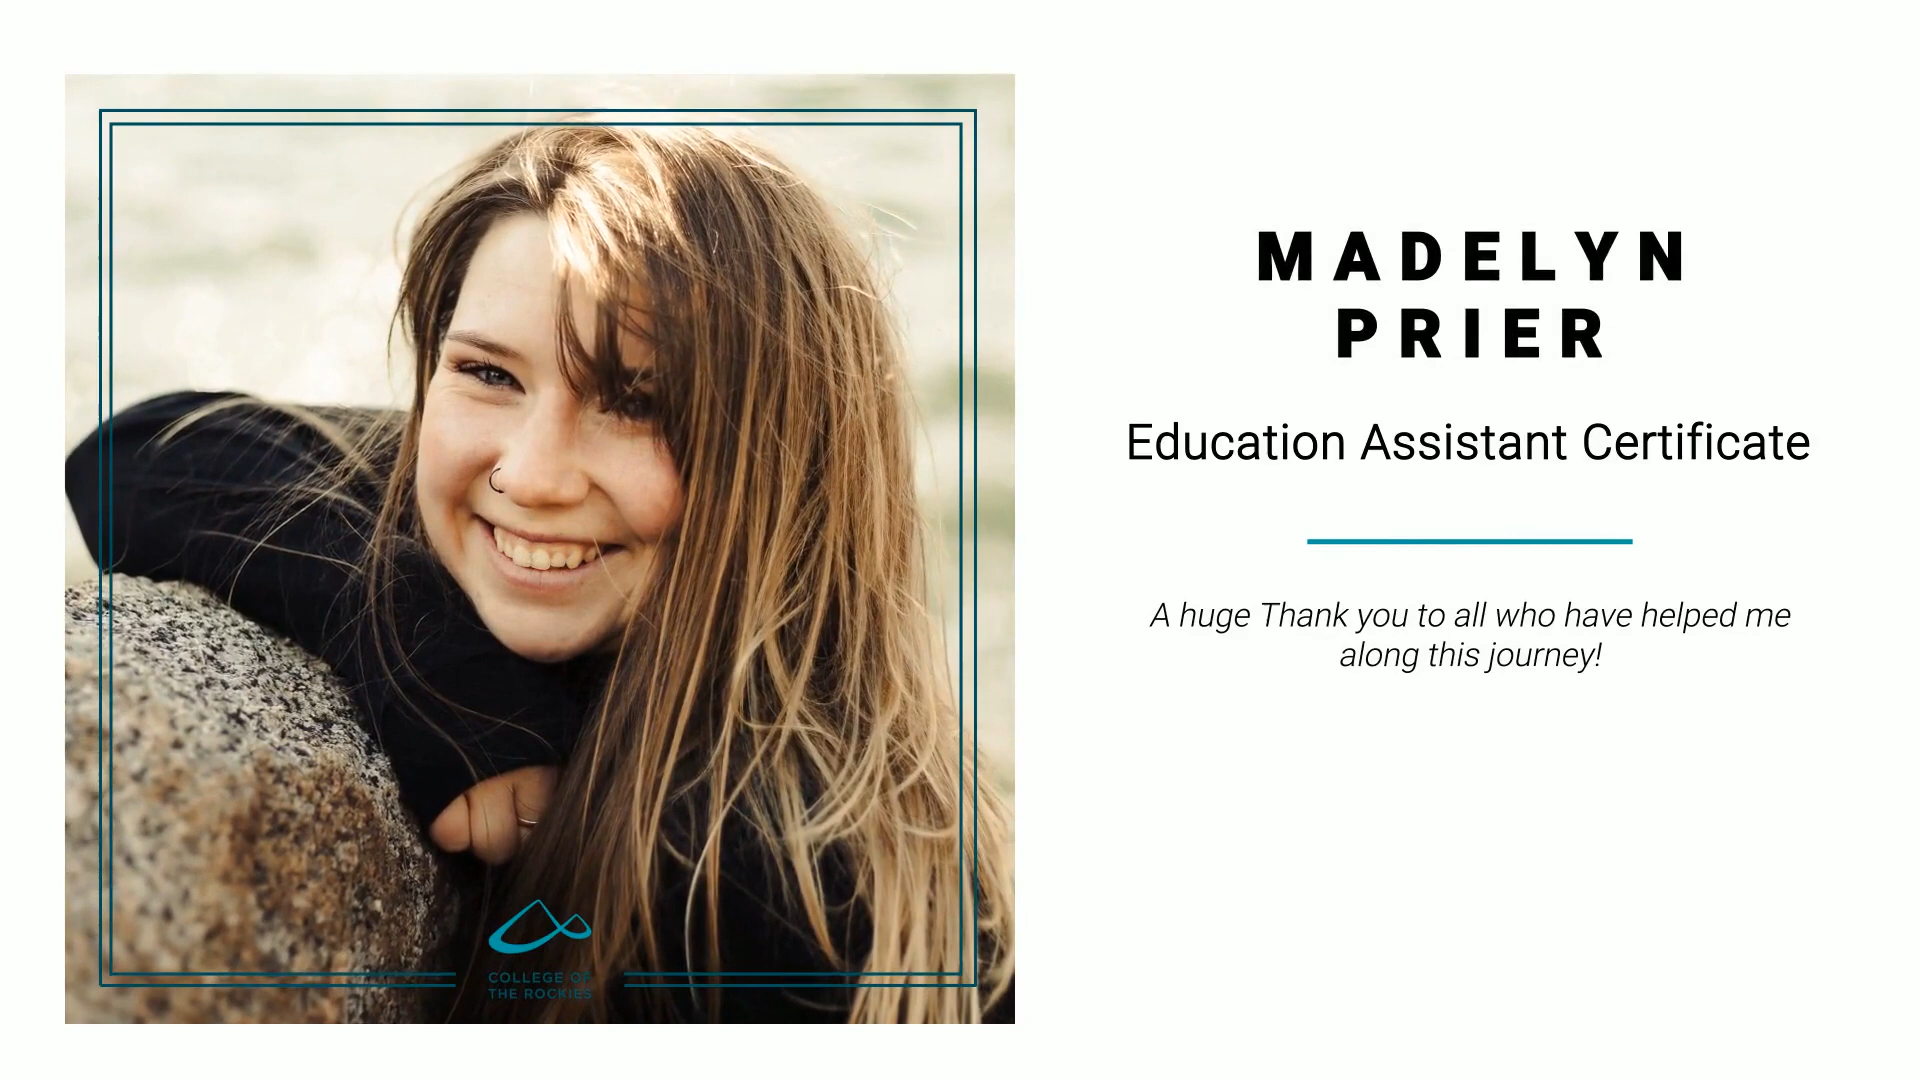 MADELYN
PRIER
Education Assistant Certificate
A huge Thank you to all who have helped me
along this journey!
COLLEGE OF
THE ROCKIES